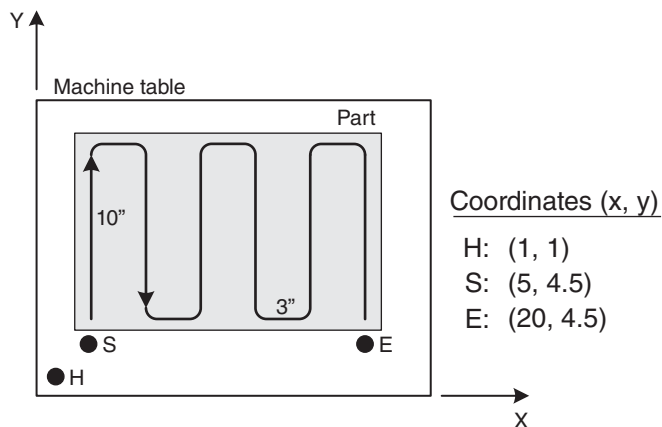 Y
Machine table
Part
10”
3”
S
E
H
X
Coordinates (x, y)
H: (1, 1)
S: (5, 4.5)
E: (20, 4.5)